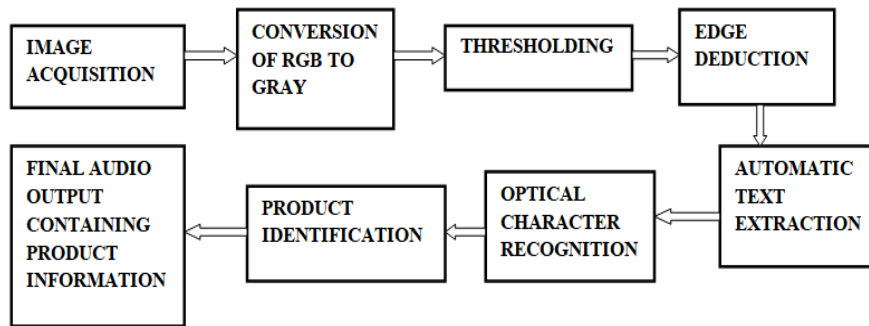 IMAGE
ACQUISITION
CONVERSION
OF RGB TO
GRAY
THRESHOLDING
EDGE
DEDUCTION
AUTOMATIC
TEXT
EXTRACTION
OPTICAL
CHARACTER
RECOGNITION
PRODUCT
IDENTIFICATION
FINAL AUDIO
OUTPUT
CONTAINING
PRODUCT
INFORMATION